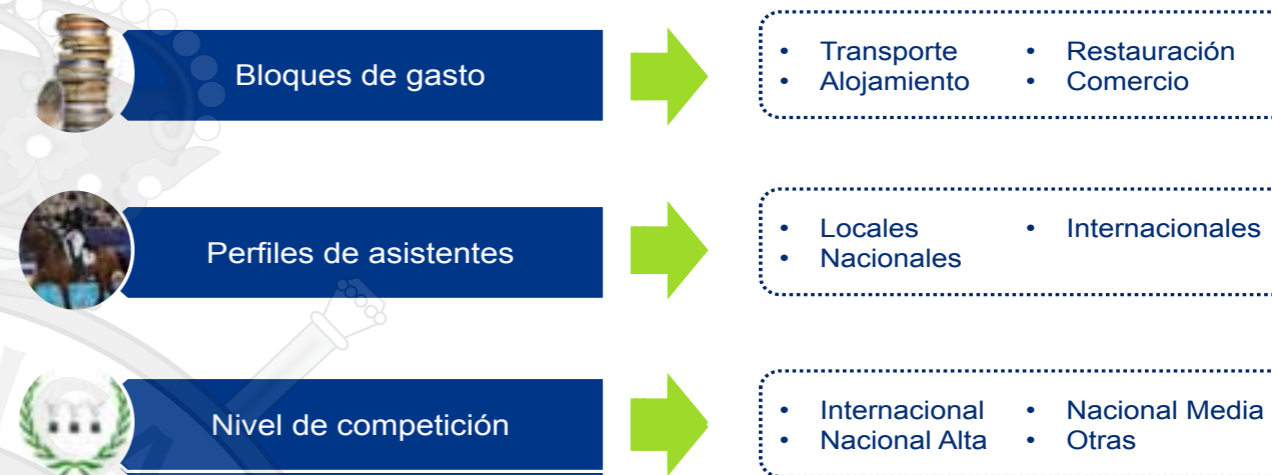 Bloques de gasto
• Transporte • Restauración
• Alojamiento • Comercio
Perfiles de asistentes
• Locales • Internacionales
• Nacionales
Nivel de competición
• Internacional • Nacional Media
• Nacional Alta • Otras